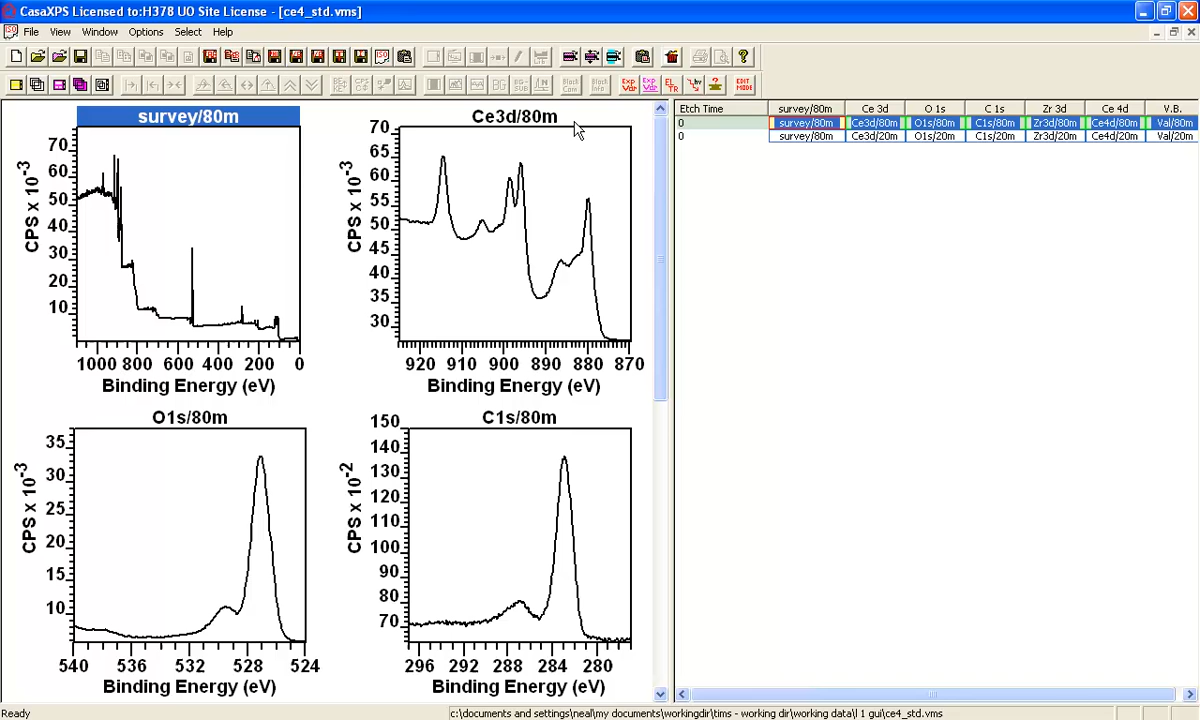 CasaXPS Licensed to:H378 UO Site License - [ce4_std.vms]
File View Window Options Select Help
survey/80m
CPS x 10-3
70
60
50
40
30
20
10
1000 800 600 400 200 0
Binding Energy (eV)
Ce3d/80m
CPS x 10-3
70
65
60
55
50
45
40
35
30
920 910 900 890 880 870
Binding Energy (eV)
O1s/80m
CPS x 10-3
35
30
25
20
15
10
540 536 532 528 524
Binding Energy (eV)
C1s/80m
CPS x 10-2
150
140
130
120
110
100
90
80
70
296 292 288 284 280
Binding Energy (eV)
Etch Time survey/80m Ce 3d O 1s C 1s Zr 3d Ce 4d V.B.
0 survey/80m Ce3d/80m O1s/80m C1s/80m Zr3d/80m Ce4d/80m Val/80m
0 survey/80m Ce3d/20m O1s/20m C1s/20m Zr3d/20m Ce4d/20m Val/20m
Ready c:\documents and settings\neal\my documents\workingdir\tims - working dir\working data\l 1 gui\ce4_std.vms